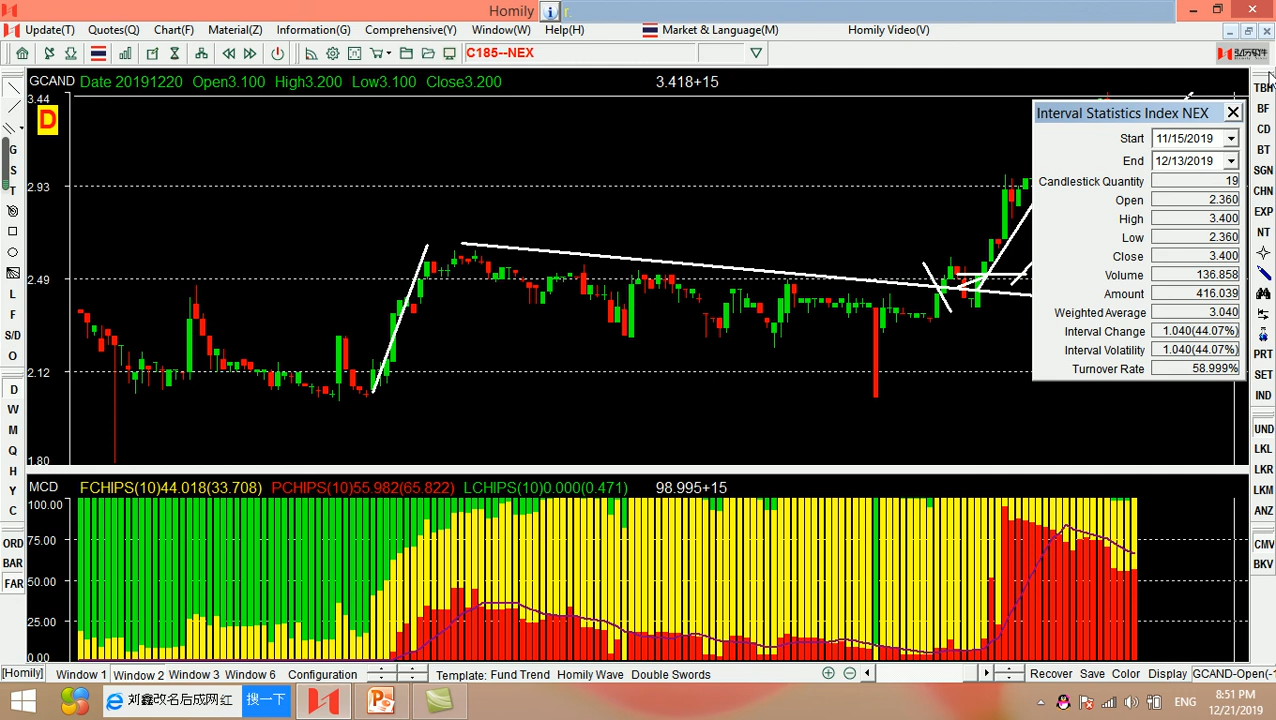 Homily
Update(T) Quotes(Q) Chart(F) Material(Z) Information(G) Comprehensive(Y) Window(W) Help(H) Market & Language(M) Homily Video(V)
C185--NEX
GCAND Date 20191220 Open3.100 High3.200 Low3.100 Close3.200 3.418+15
3.44
D
2.93
2.49
2.12
1.80
Interval Statistics Index NEX
Start 11/15/2019
End 12/13/2019
Candlestick Quantity 19
Open 2.360
High 3.400
Low 2.360
Close 3.400
Volume 136.858
Amount 416.039
Weighted Average 3.040
Interval Change 1.040(44.07%)
Interval Volatility 1.040(44.07%)
Turnover Rate 58.999%
G
S
T
L
F
S/D
O
D
W
M
Q
H
Y
C
ORD
BAR
FAR
TBH
BF
CD
BT
SGN
CHN
EXP
NT
PRT
SET
IND
UND
LKL
LKR
LKM
ANZ
CMV
BKV
MCD FCHIPS(10)44.018(33.708) PCHIPS(10)55.982(65.822) LCHIPS(10)0.000(0.471) 98.995+15
100.00
75.00
50.00
25.00
0.00
[Homily] Window 1 Window 2 Window 3 Window 6 Configuration Template: Fund Trend Homily Wave Double Swords Recover Save Color Display GCAND-Open(-1
刘鑫改名后成网红 搜一下
ENG
8:51 PM
12/21/2019